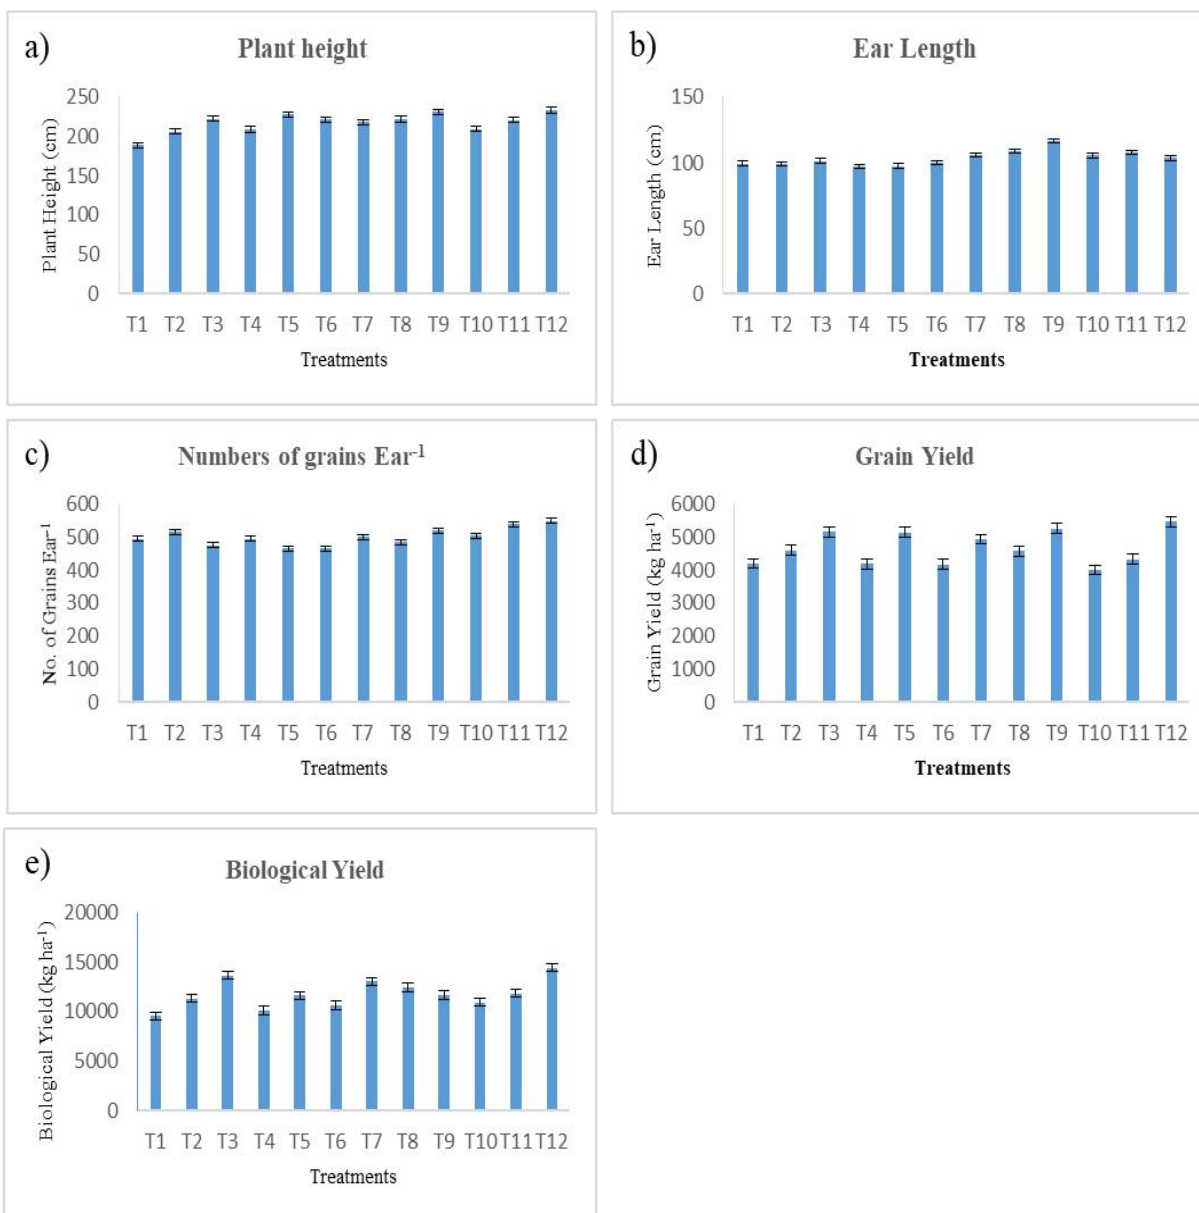 a)
Plant height
Plant Height (cm)
250
200
150
100
50
0
T1 T2 T3 T4 T5 T6 T7 T8 T9 T10 T11 T12
Treatments
b)
Ear Length
Ear Length (cm)
150
100
50
0
T1 T2 T3 T4 T5 T6 T7 T8 T9 T10 T11 T12
Treatments
c)
Numbers of grains Ear⁻¹
No. of Grains Ear⁻¹
600
500
400
300
200
100
0
T1 T2 T3 T4 T5 T6 T7 T8 T9 T10 T11 T12
Treatments
d)
Grain Yield
Grain Yield (kg ha⁻¹)
6000
5000
4000
3000
2000
1000
0
T1 T2 T3 T4 T5 T6 T7 T8 T9 T10 T11 T12
Treatments
e)
Biological Yield
Biological Yield (kg ha⁻¹)
20000
15000
10000
5000
0
T1 T2 T3 T4 T5 T6 T7 T8 T9 T10 T11 T12
Treatments